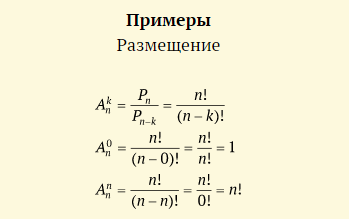 Примеры
Размещение
A_n^k = P_n / P_{n–k} = n! / (n – k)!
A_n^0 = n! / (n – 0)! = n! / n! = 1
A_n^n = n! / (n – n)! = n! / 0! = n!